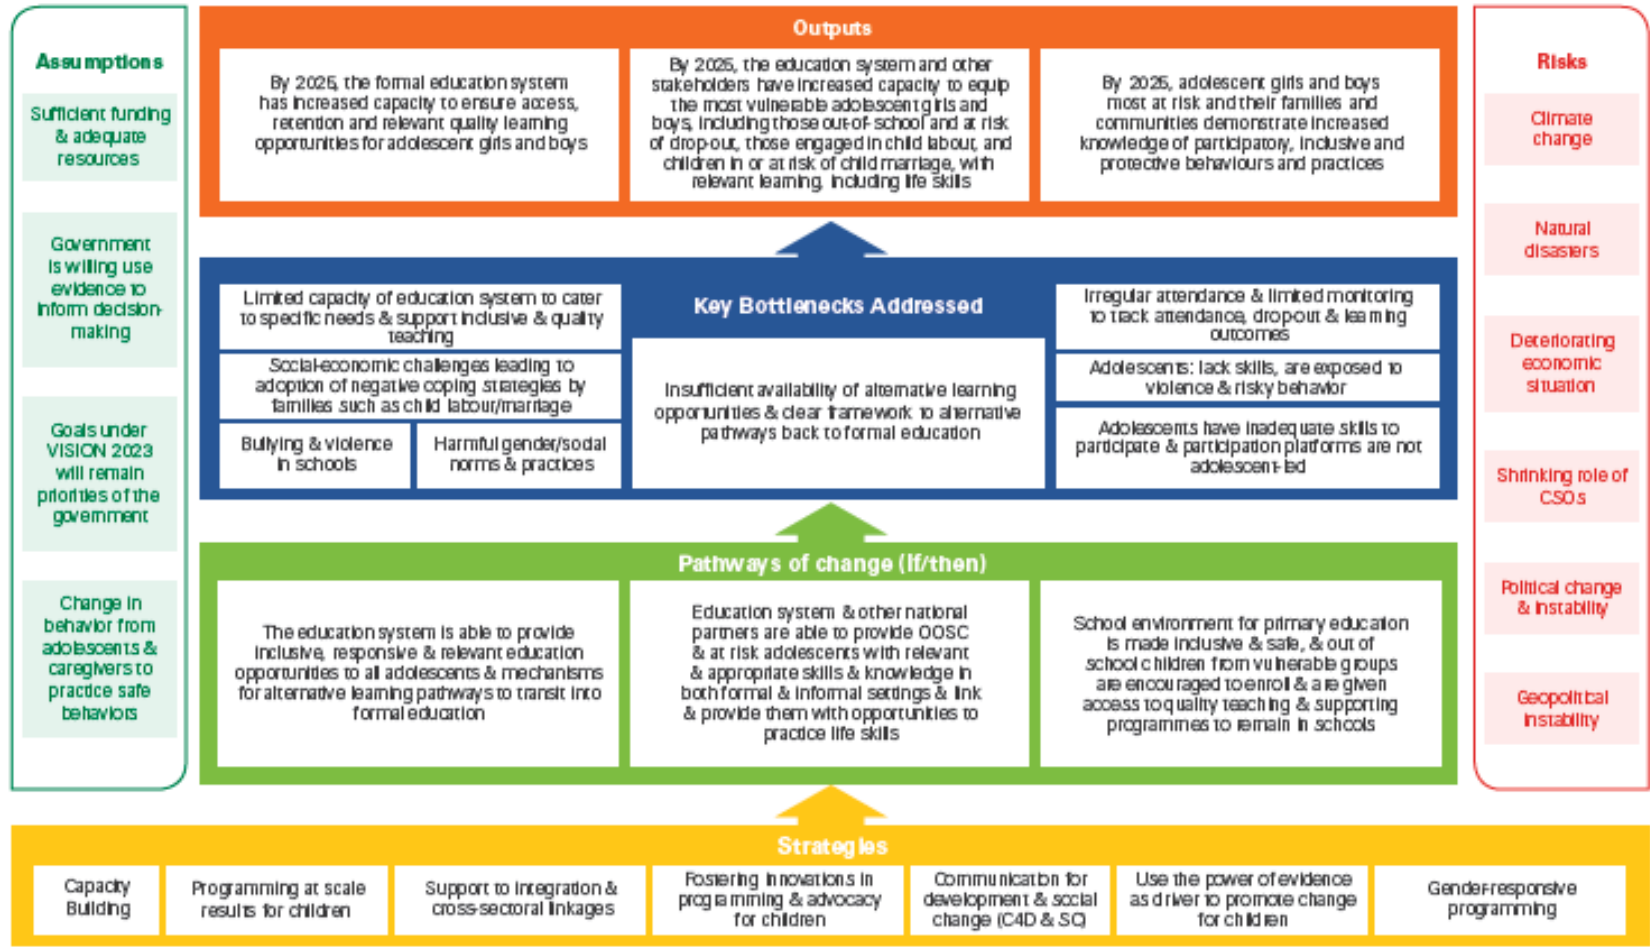 Assumptions
Sufficient funding
& adequate
resources
Government
is willing use
evidence to
inform decision-
making
Goals under
VISION 2023
will remain
priorities of the
government
Change in
behavior from
adolescents &
caregivers to
practice safe
behaviors
Outputs
By 2025, the formal education system
has increased capacity to ensure access,
retention and relevant quality learning
opportunities for adolescent girls and boys
By 2025, the education system and other
stakeholders have increased capacity to equip
the most vulnerable adolescent girls and
boys, including those out-of-school and at risk
of drop-out, those engaged in child labour, and
children in or at risk of child marriage, with
relevant learning, including life skills
By 2025, adolescent girls and boys
most at risk and their families and
communities demonstrate increased
knowledge of participatory, inclusive and
protective behaviours and practices
Key Bottlenecks Addressed
Limited capacity of education system to cater
to specific needs & support inclusive & quality
teaching
Social-economic challenges leading to
adoption of negative coping strategies by
families such as child labour/marriage
Bullying & violence
in schools
Harmful gender/social
norms & practices
Insufficient availability of alternative learning
opportunities & clear framework to alternative
pathways back to formal education
Irregular attendance & limited monitoring
to track attendance, dropout & learning
outcomes
Adolescents: lack skills, are exposed to
violence & risky behavior
Adolescents have inadequate skills to
participate & participation platforms are not
adolescent-led
Pathways of change (If/then)
The education system is able to provide
inclusive, responsive & relevant education
opportunities to all adolescents & mechanisms
for alternative learning pathways to transit into
formal education
Education system & other national
partners are able to provide OOSC
& at risk adolescents with relevant
& appropriate skills & knowledge in
both formal & informal settings & link
& provide them with opportunities to
practice life skills
School environment for primary education
is made inclusive & safe, & out of
school children from vulnerable groups
are encouraged to enroll & are given
access to quality teaching & supporting
programmes to remain in schools
Strategies
Capacity
Building
Programming at scale
results for children
Support to integration &
cross-sectoral linkages
Fostering innovations in
programming & advocacy
for children
Communication for
development & social
change (C4D & SC)
Use the power of evidence
as driver to promote change
for children
Gender-responsive
programming
Risks
Climate
change
Natural
disasters
Deteriorating
economic
situation
Shrinking role of
CSOs
Political change
& instability
Geopolitical
instability